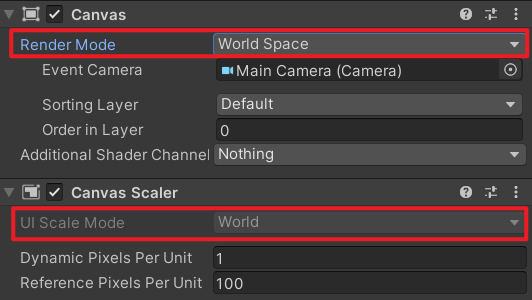 Canvas
Render Mode World Space
Event Camera Main Camera (Camera)
Sorting Layer Default
Order in Layer 0
Additional Shader Channel Nothing
Canvas Scaler
UI Scale Mode World
Dynamic Pixels Per Unit 1
Reference Pixels Per Unit 100